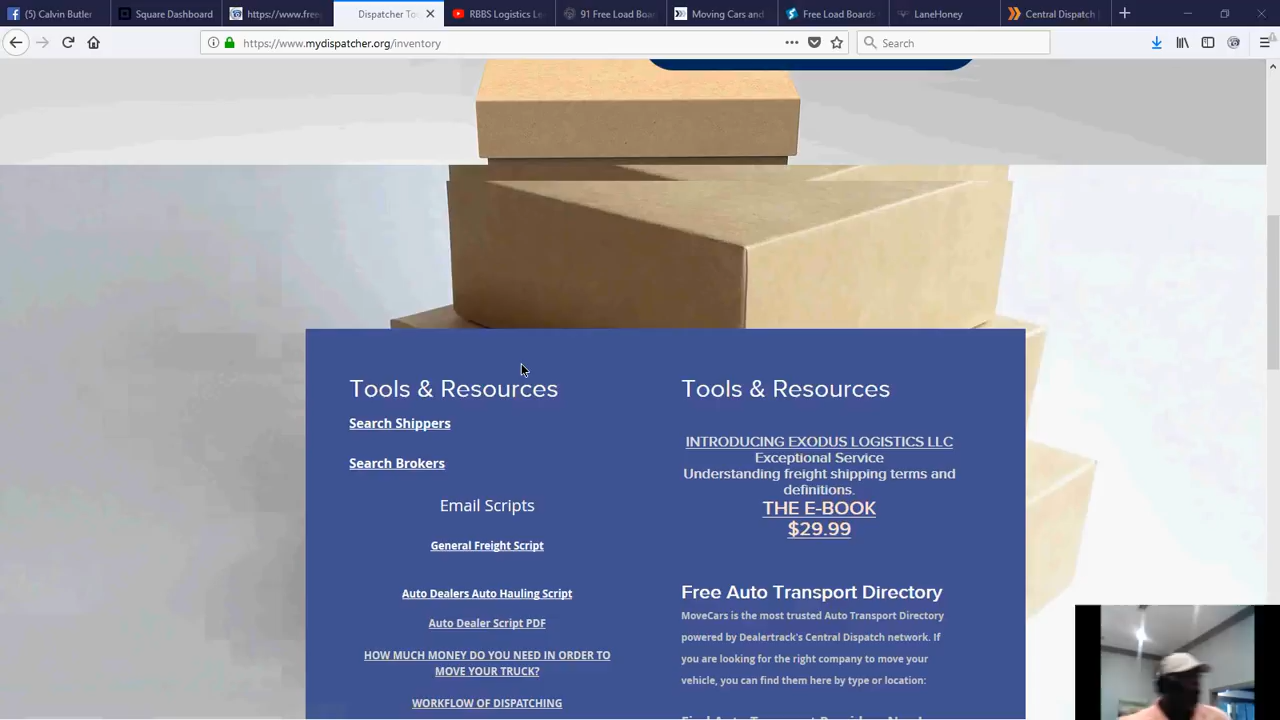 (5) Calvin Butler
Square Dashboard
https://www.fren
Dispatcher Too
RBBS Logistics Le
91 Free Load Boar
Moving Cars and
Free Load Boards
LaneHoney
Central Dispatch
https://www.mydispatcher.org/inventory
Search
Tools & Resources
Search Shippers
Search Brokers
Email Scripts
General Freight Script
Auto Dealers Auto Hauling Script
Auto Dealer Script PDF
HOW MUCH MONEY DO YOU NEED IN ORDER TO
MOVE YOUR TRUCK?
WORKFLOW OF DISPATCHING
Tools & Resources
INTRODUCING EXODUS LOGISTICS LLC
Exceptional Service
Understanding freight shipping terms and
definitions.
THE E-BOOK
$29.99
Free Auto Transport Directory
MoveCars is the most trusted Auto Transport Directory
powered by Dealertrack's Central Dispatch network. If
you are looking for the right company to move your
vehicle, you can find them here by type or location: